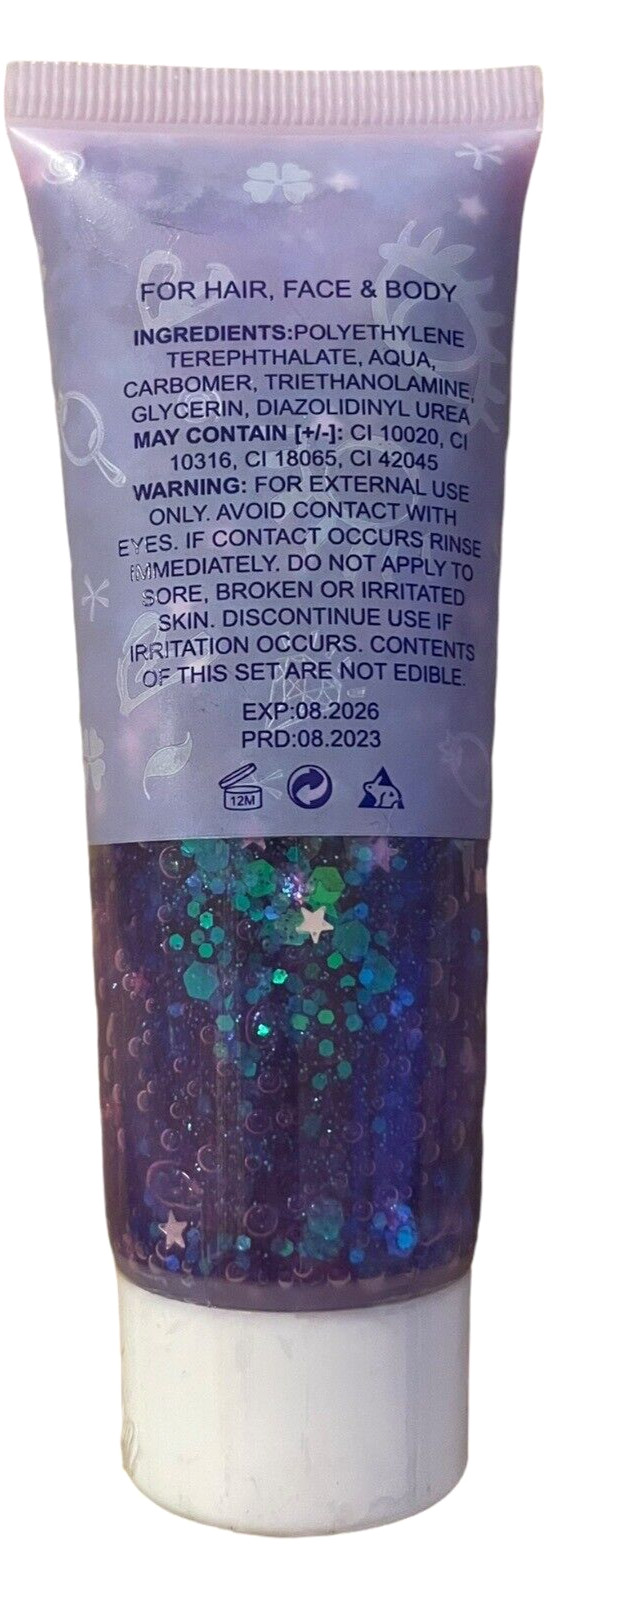 FOR HAIR, FACE & BODY
INGREDIENTS:POLYETHYLENE
TEREPHTHALATE, AQUA,
CARBOMER, TRIETHANOLAMINE,
GLYCERIN, DIAZOLIDINYL UREA
MAY CONTAIN [+/-]: CI 10020, CI
10316, CI 18065, CI 42045
WARNING: FOR EXTERNAL USE
ONLY. AVOID CONTACT WITH
EYES. IF CONTACT OCCURS RINSE
IMMEDIATELY. DO NOT APPLY TO
SORE, BROKEN OR IRRITATED
SKIN. DISCONTINUE USE IF
IRRITATION OCCURS. CONTENTS
OF THIS SET ARE NOT EDIBLE.
EXP:08.2026
PRD:08.2023
12M